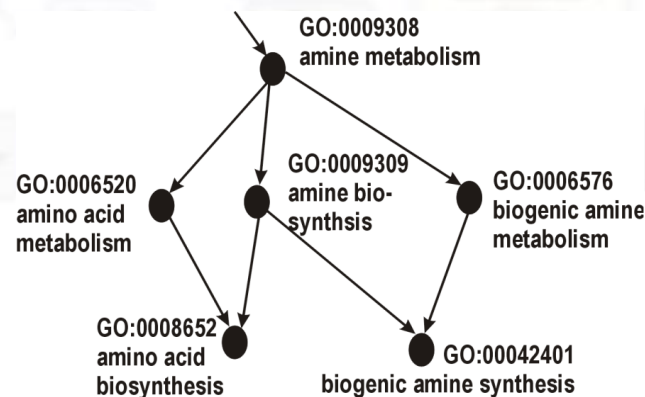 GO:0009308
amine metabolism
GO:0006520
amino acid
metabolism
GO:0009309
amine bio-
synthsis
GO:0006576
biogenic amine
metabolism
GO:0008652
amino acid
biosynthesis
GO:00042401
biogenic amine synthesis